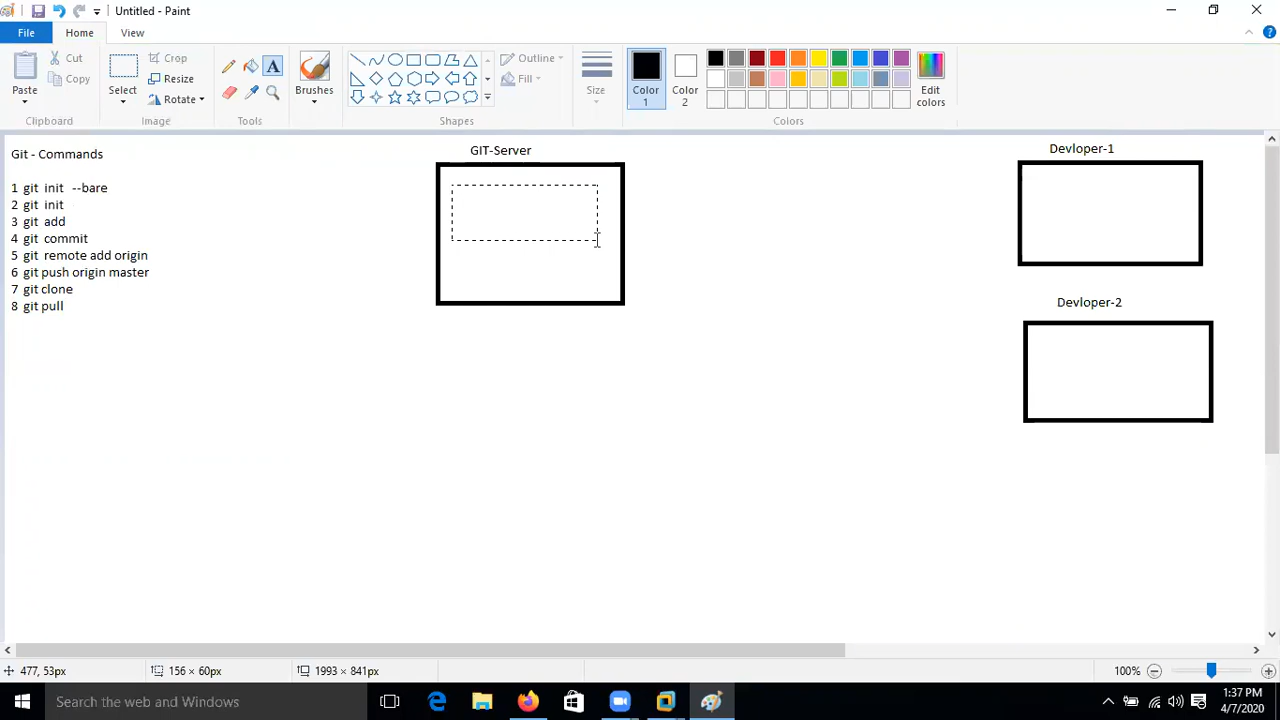 Untitled - Paint
File
Home
View
Paste
Cut
Copy
Clipboard
Select
Crop
Resize
Rotate
Image
A
Tools
Brushes
Outline
Fill
Shapes
Size
Color
1
Color
2
Edit
colors
Colors
Git - Commands
1 git init --bare
2 git init
3 git add
4 git commit
5 git remote add origin
6 git push origin master
7 git clone
8 git pull
GIT-Server
Devloper-1
Devloper-2
477, 53px
156 × 60px
1993 × 841px
100%
Search the web and Windows
1:37 PM
4/7/2020